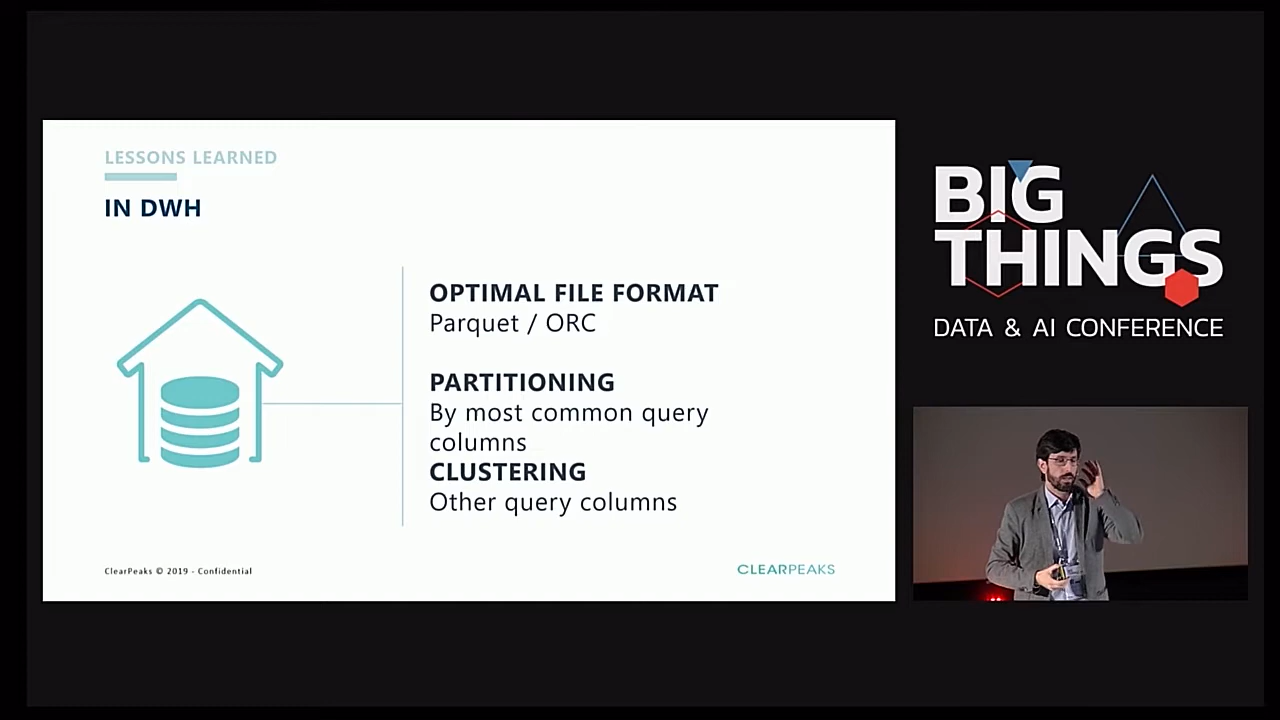 LESSONS LEARNED
IN DWH
OPTIMAL FILE FORMAT
Parquet / ORC
PARTITIONING
By most common query
columns
CLUSTERING
Other query columns
ClearPeaks © 2019 - Confidential
CLEARPEAKS
BIG
THINGS
DATA & AI CONFERENCE